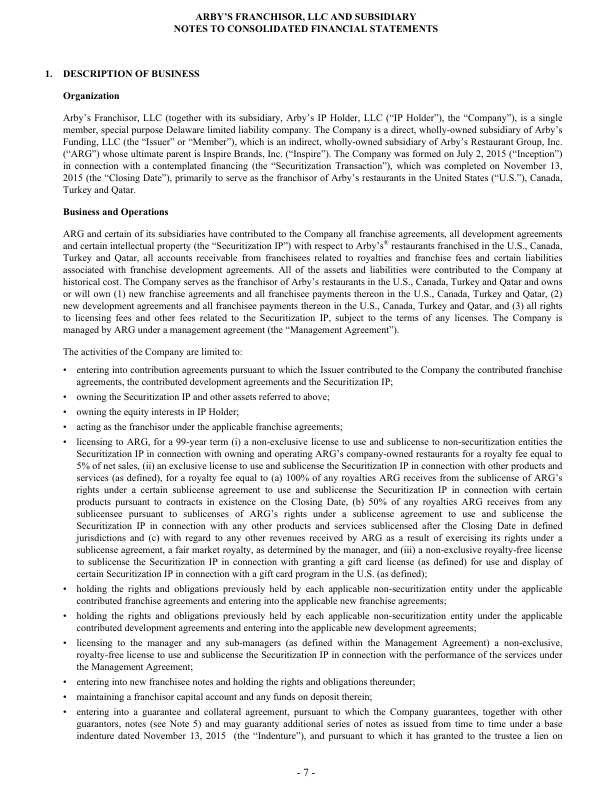 ARBY'S FRANCHISOR, LLC AND SUBSIDIARY
NOTES TO CONSOLIDATED FINANCIAL STATEMENTS
1. DESCRIPTION OF BUSINESS
Organization
Arby's Franchisor, LLC (together with its subsidiary, Arby's IP Holder, LLC ("IP Holder"), the "Company"), is a single
member, special purpose Delaware limited liability company. The Company is a direct, wholly-owned subsidiary of Arby's
Funding, LLC (the "Issuer" or "Member"), which is an indirect, wholly-owned subsidiary of Arby's Restaurant Group, Inc.
("ARG") whose ultimate parent is Inspire Brands, Inc. ("Inspire"). The Company was formed on July 2, 2015 ("Inception")
in connection with a contemplated financing (the "Securitization Transaction"), which was completed on November 13,
2015 (the "Closing Date"), primarily to serve as the franchisor of Arby's restaurants in the United States ("U.S."), Canada,
Turkey and Qatar.
Business and Operations
ARG and certain of its subsidiaries have contributed to the Company all franchise agreements, all development agreements
and certain intellectual property (the "Securitization IP") with respect to Arby's® restaurants franchised in the U.S., Canada,
Turkey and Qatar, all accounts receivable from franchisees related to royalties and franchise fees and certain liabilities
associated with franchise development agreements. All of the assets and liabilities were contributed to the Company at
historical cost. The Company serves as the franchisor of Arby's restaurants in the U.S., Canada, Turkey and Qatar and owns
or will own (1) new franchise agreements and all franchise payments thereon in the U.S., Canada, Turkey and Qatar, (2)
new development agreements and all franchise payments thereon in the U.S., Canada, Turkey and Qatar, and (3) all rights
to licensing fees and other fees related to the Securitization IP, subject to the terms of any licenses. The Company is
managed by ARG under a management agreement (the "Management Agreement").
The activities of the Company are limited to:
• entering into contribution agreements pursuant to which the Issuer contributed to the Company the contributed franchise
agreements, the contributed development agreements and the Securitization IP;
• owning the Securitization IP and other assets referred to above;
• owning the equity interests in IP Holder;
• acting as the franchisor under the applicable franchise agreements;
• licensing to ARG, for a 99-year term (i) a non-exclusive license to use and sublicense to non-securitization entities the
Securitization IP in connection with owning and operating ARG's company-owned restaurants for a royalty fee equal to
5% of net sales, (ii) an exclusive license to use and sublicense the Securitization IP in connection with other products and
services (as defined), for a royalty fee equal to (a) 100% of any royalties ARG receives from the sublicense of ARG's
rights under a certain sublicense agreement to use and sublicense the Securitization IP in connection with certain
products pursuant to contracts in existence on the Closing Date, (b) 50% of any royalties ARG receives from any
sublicensee pursuant to sublicenses of ARG's rights under a sublicense agreement to use and sublicense the
Securitization IP in connection with any other products and services sublicensed after the Closing Date in defined
jurisdictions and (c) with regard to any other revenues received by ARG as a result of exercising its rights under a
sublicense agreement, a fair market royalty, as determined by the manager, and (iii) a non-exclusive royalty-free license
to sublicense the Securitization IP in connection with granting a gift card license (as defined) for use and display of
certain Securitization IP in connection with a gift card program in the U.S. (as defined);
• holding the rights and obligations previously held by each applicable non-securitization entity under the applicable
contributed franchise agreements and entering into the applicable new franchise agreements;
• holding the rights and obligations previously held by each applicable non-securitization entity under the applicable
contributed development agreements and entering into the applicable new development agreements;
• licensing to the manager and any sub-managers (as defined within the Management Agreement) a non-exclusive,
royalty-free license to use and sublicense the Securitization IP in connection with the performance of the services under
the Management Agreement;
• entering into new franchisee notes and holding the rights and obligations thereunder;
• maintaining a franchisor capital account and any funds on deposit therein;
• entering into a guarantee and collateral agreement, pursuant to which the Company guarantees, together with other
guarantors, notes (see Note 5) and may guaranty additional series of notes as issued from time to time under a base
indenture dated November 13, 2015 (the "Indenture"), and pursuant to which it has granted to the trustee a lien on
- 7 -